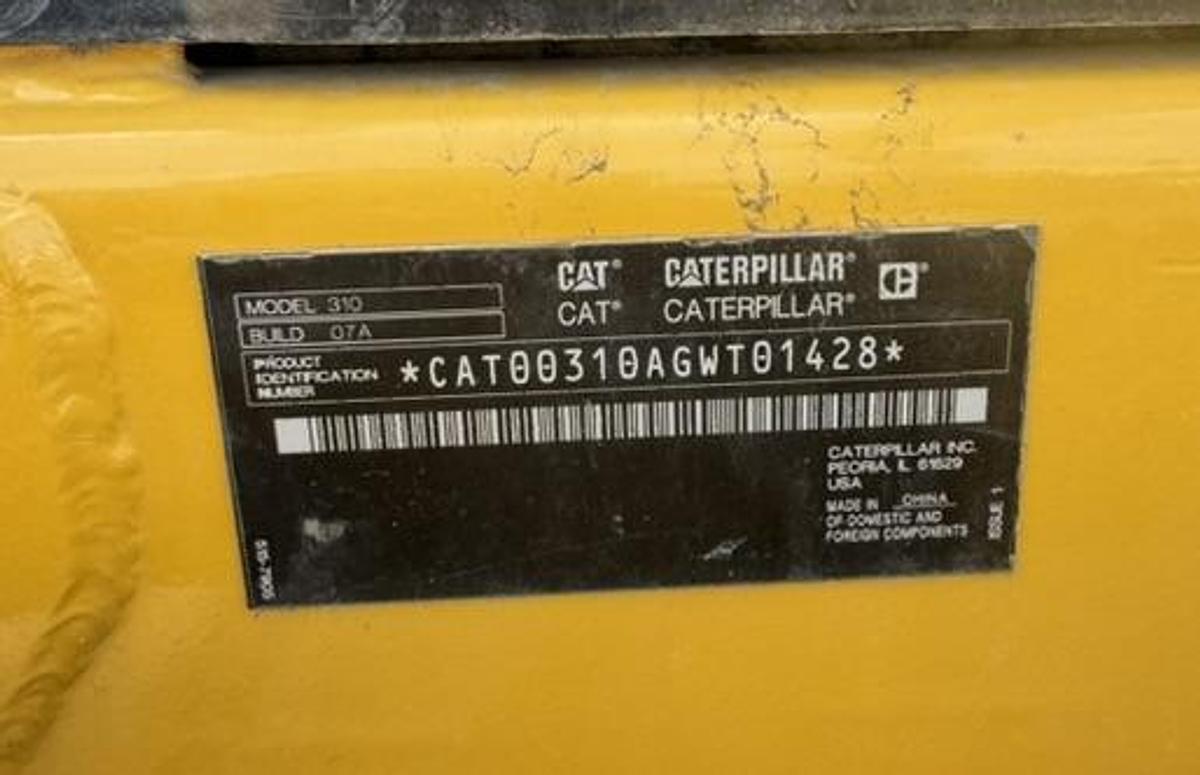 CAT® CATERPILLAR®
CAT® CATERPILLAR®
MODEL 310
BUILD 07A
PRODUCT
IDENTIFICATION
NUMBER
*CAT00310AGWT01428*
CATERPILLAR INC.
PEORIA, IL 61629
USA
MADE IN CHINA
OF DOMESTIC AND
FOREIGN COMPONENTS
ISSUE 1